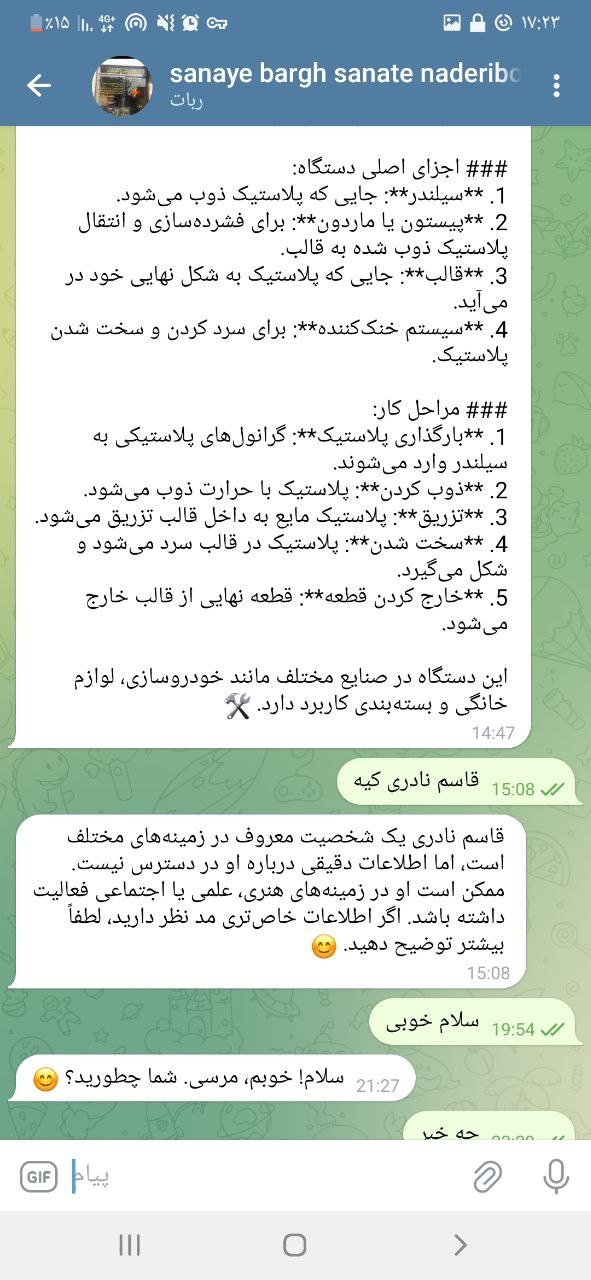 ٪۱۵ 4G+ ۱۷:۲۳
sanaye bargh sanate naderibo
ربات
### اجزای اصلی دستگاه:
1. **سیلندر**: جایی که پلاستیک ذوب می‌شود.
2. **پیستون یا ماردون**: برای فشرده‌سازی و انتقال
پلاستیک ذوب شده به قالب.
3. **قالب**: جایی که پلاستیک به شکل نهایی خود در
می‌آید.
4. **سیستم خنک‌کننده**: برای سرد کردن و سخت شدن
پلاستیک.
### مراحل کار:
1. **بارگذاری پلاستیک**: گرانول‌های پلاستیکی به
سیلندر وارد می‌شوند.
2. **ذوب کردن**: پلاستیک با حرارت ذوب می‌شود.
3. **تزریق**: پلاستیک مایع به داخل قالب تزریق می‌شود.
4. **سخت شدن**: پلاستیک در قالب سرد می‌شود و
شکل می‌گیرد.
5. **خارج کردن قطعه**: قطعه نهایی از قالب خارج
می‌شود.
این دستگاه در صنایع مختلف مانند خودروسازی، لوازم
خانگی و بسته‌بندی کاربرد دارد. 🛠️
14:47
قاسم نادری کیه 15:08
قاسم نادری یک شخصیت معروف در زمینه‌های مختلف
است، اما اطلاعات دقیقی درباره او در دسترس نیست.
ممکن است او در زمینه‌های هنری، علمی یا اجتماعی فعالیت
داشته باشد. اگر اطلاعات خاص‌تری مد نظر دارید، لطفاً
بیشتر توضیح دهید. 😊
15:08
سلام خوبی 19:54
سلام! خوبم، مرسی. شما چطورید؟ 😊 21:27
چه خبر
GIF پیام